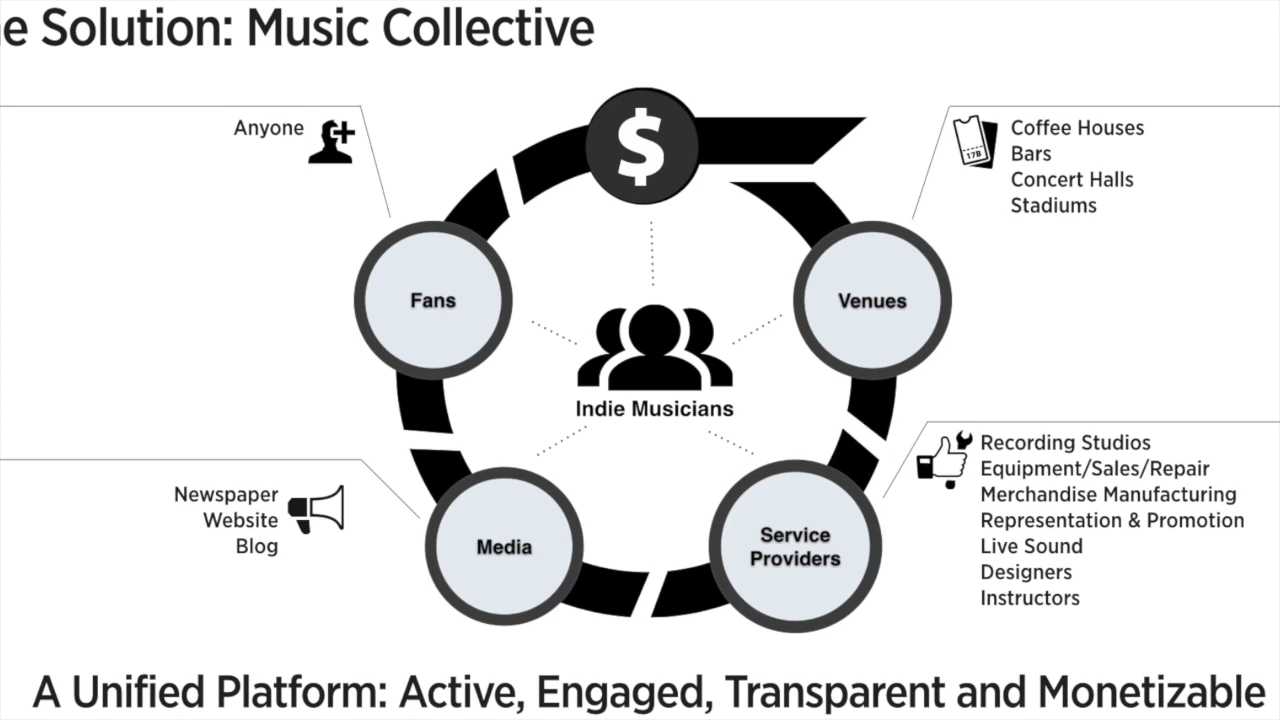 e Solution: Music Collective
Anyone
$
Coffee Houses
Bars
Concert Halls
Stadiums
17B
Fans
Venues
Indie Musicians
Recording Studios
Equipment/Sales/Repair
Merchandise Manufacturing
Representation & Promotion
Live Sound
Designers
Instructors
Newspaper
Website
Blog
Media
Service
Providers
A Unified Platform: Active, Engaged, Transparent and Monetizable